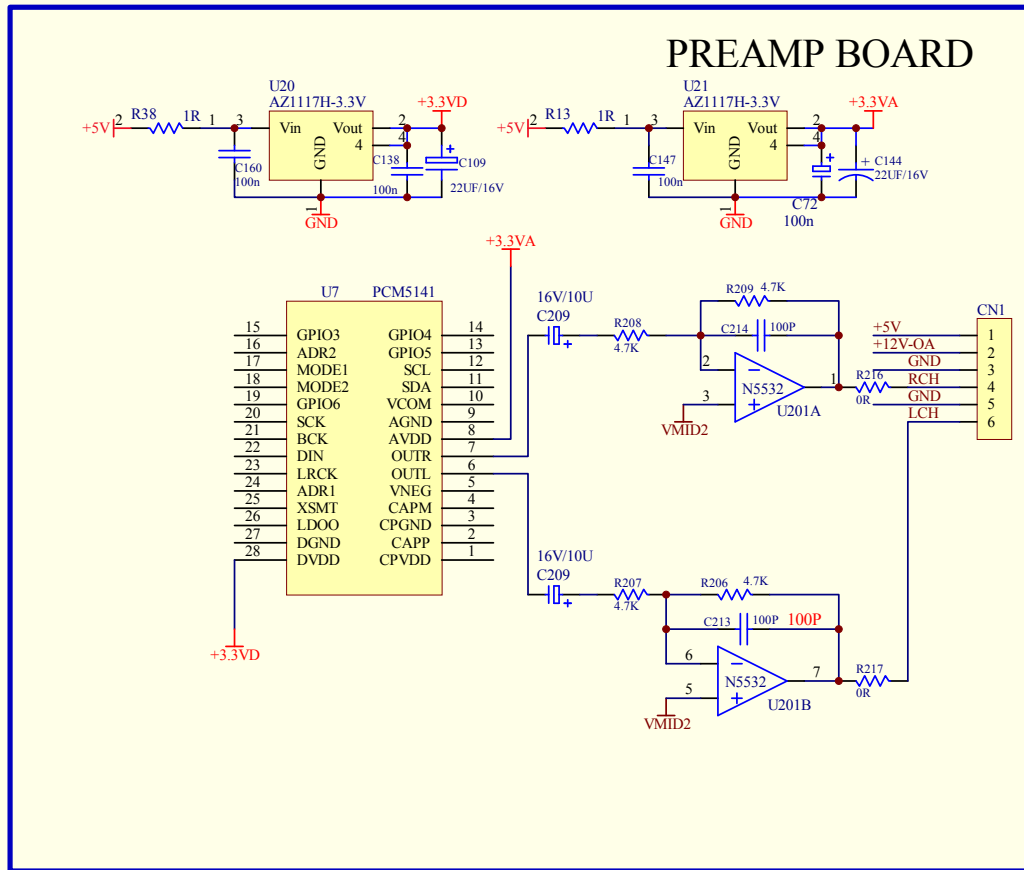 PREAMP BOARD
U20
AZ1117H-3.3V
+5V
2
R38
1R
1
3
Vin
Vout
4
GND
2
4
+3.3VD
C160
100n
C138
100n
C109
22UF/16V
1
GND
U21
AZ1117H-3.3V
+5V
2
R13
1R
1
3
Vin
Vout
4
GND
2
4
+3.3VA
C147
100n
C72
100n
C144
22UF/16V
1
GND
+3.3VA
U7 PCM5141
15 GPIO3 GPIO4 14
16 ADR2 GPIO5 13
17 MODE1 SCL 12
18 MODE2 SDA 11
19 GPIO6 VCOM 10
20 SCK AGND 9
21 BCK AVDD 8
22 DIN OUTR 7
23 LRCK OUTL 6
24 ADR1 VNEG 5
25 XSMT CAPM 4
26 LDOO CPGND 3
27 DGND CAPP 2
28 DVDD CPVDD 1
+3.3VD
16V/10U
C209
R208
4.7K
R209 4.7K
C214 100P
2
3
N5532
1
U201A
VMID2
R216
0R
CN1
+5V 1
+12V-OA 2
GND 3
RCH 4
GND 5
LCH 6
16V/10U
C209
R207
4.7K
R206 4.7K
C213 100P 100P
6
5
N5532
7
U201B
VMID2
R217
0R